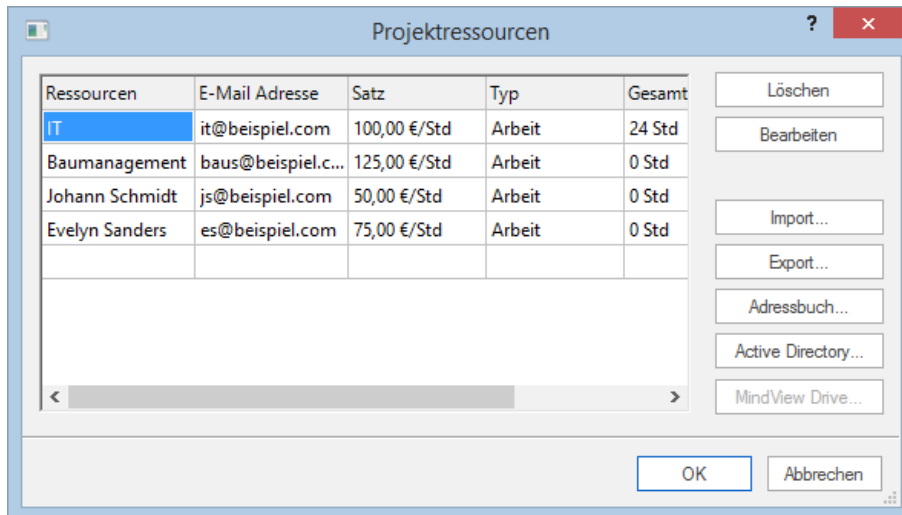 Projektressourcen ?
Ressourcen E-Mail Adresse Satz Typ Gesamt
IT it@beispiel.com 100,00 €/Std Arbeit 24 Std
Baumanagement baus@beispiel.c... 125,00 €/Std Arbeit 0 Std
Johann Schmidt js@beispiel.com 50,00 €/Std Arbeit 0 Std
Evelyn Sanders es@beispiel.com 75,00 €/Std Arbeit 0 Std
Löschen
Bearbeiten
Import...
Export...
Adressbuch...
Active Directory...
MindView Drive...
OK Abbrechen